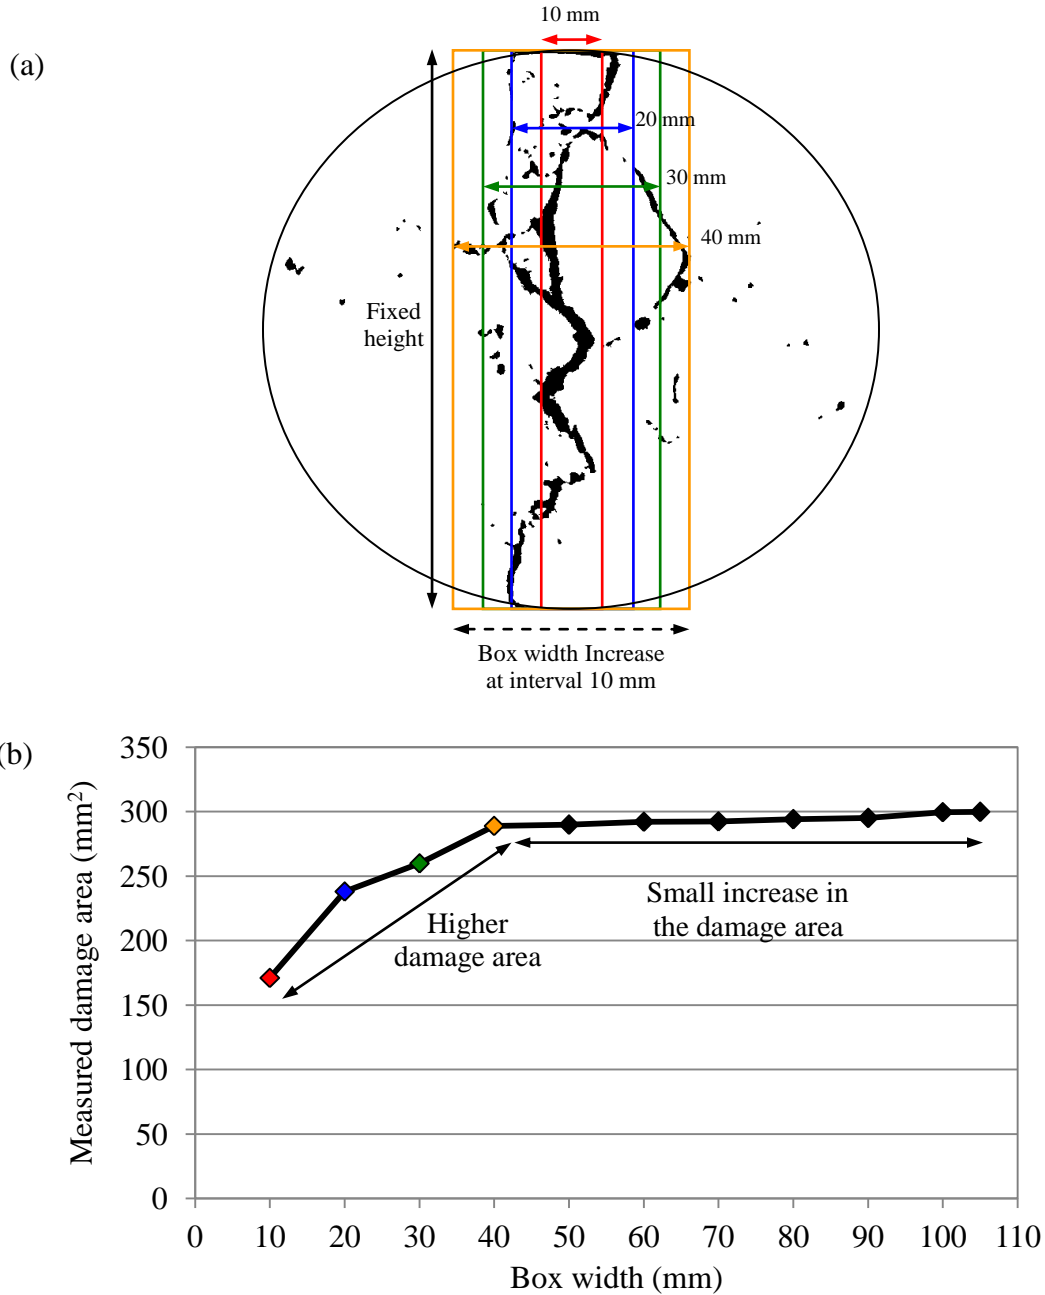 10 mm
(a)
20 mm
30 mm
40 mm
Fixed
height
Box width Increase
at interval 10 mm
(b)
350
300
250
200
150
100
50
0
Measured damage area (mm²)
Higher
damage area
Small increase in
the damage area
0 10 20 30 40 50 60 70 80 90 100 110
Box width (mm)